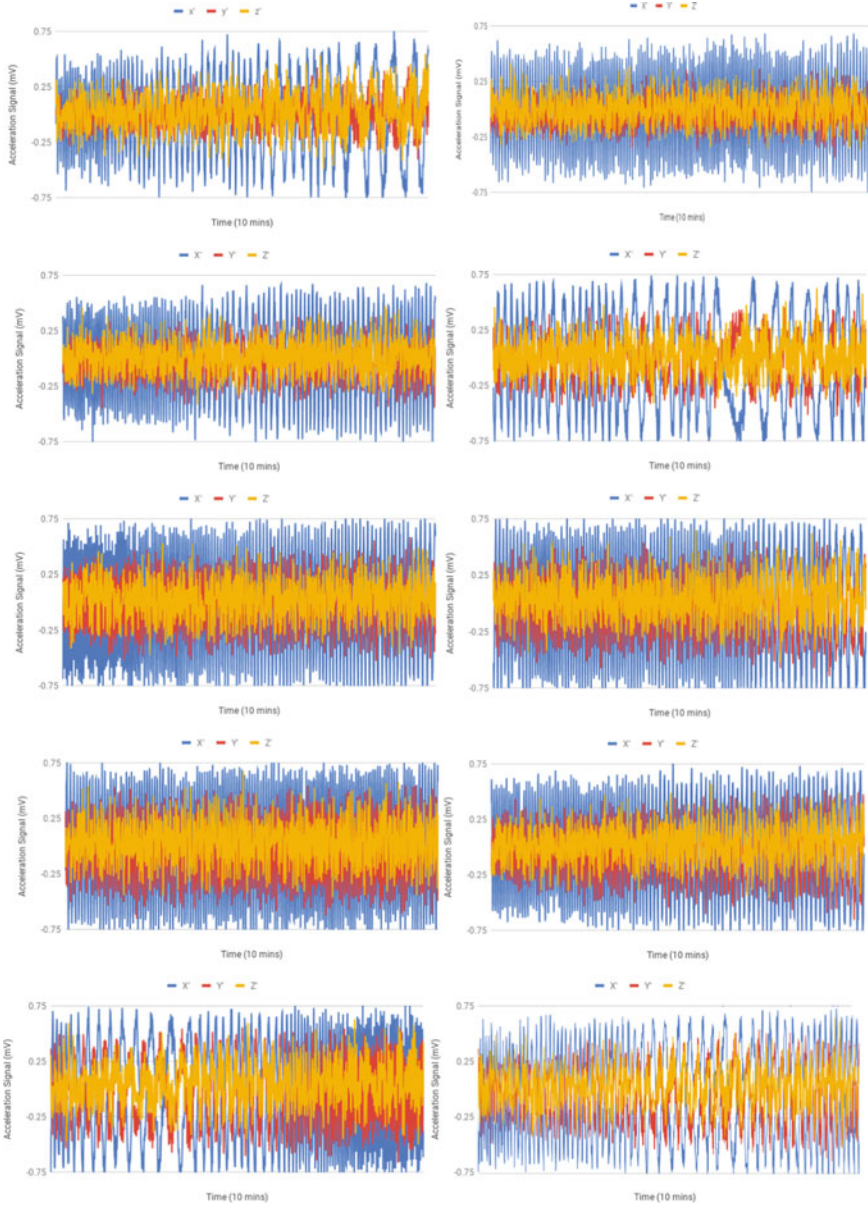 x' y' z'
Acceleration Signal (mV)
0.75
0.25
-0.25
-0.75
Time (10 mins)
X' Y' Z'
Acceleration Signal (mV)
0.75
0.25
-0.25
-0.75
Time (10 mins)
X' Y' Z'
Acceleration Signal (mV)
0.75
0.25
-0.25
-0.75
Time (10 mins)
X' Y' Z'
Acceleration Signal (mV)
0.75
0.25
-0.25
-0.75
Time (10 mins)
X' Y' Z'
Acceleration Signal (mV)
0.75
0.25
-0.25
-0.75
Time (10 mins)
X' Y' Z'
Acceleration Signal (mV)
0.75
0.25
-0.25
-0.75
Time (10 mins)
X' Y' Z'
Acceleration Signal (mV)
0.75
0.25
-0.25
-0.75
Time (10 mins)
X' Y' Z'
Acceleration Signal (mV)
0.75
0.25
-0.25
-0.75
Time (10 mins)
X' Y' Z'
Acceleration Signal (mV)
0.75
0.25
-0.25
-0.75
Time (10 mins)
X' Y' Z'
Acceleration Signal (mV)
0.75
0.25
-0.25
-0.75
Time (10 mins)